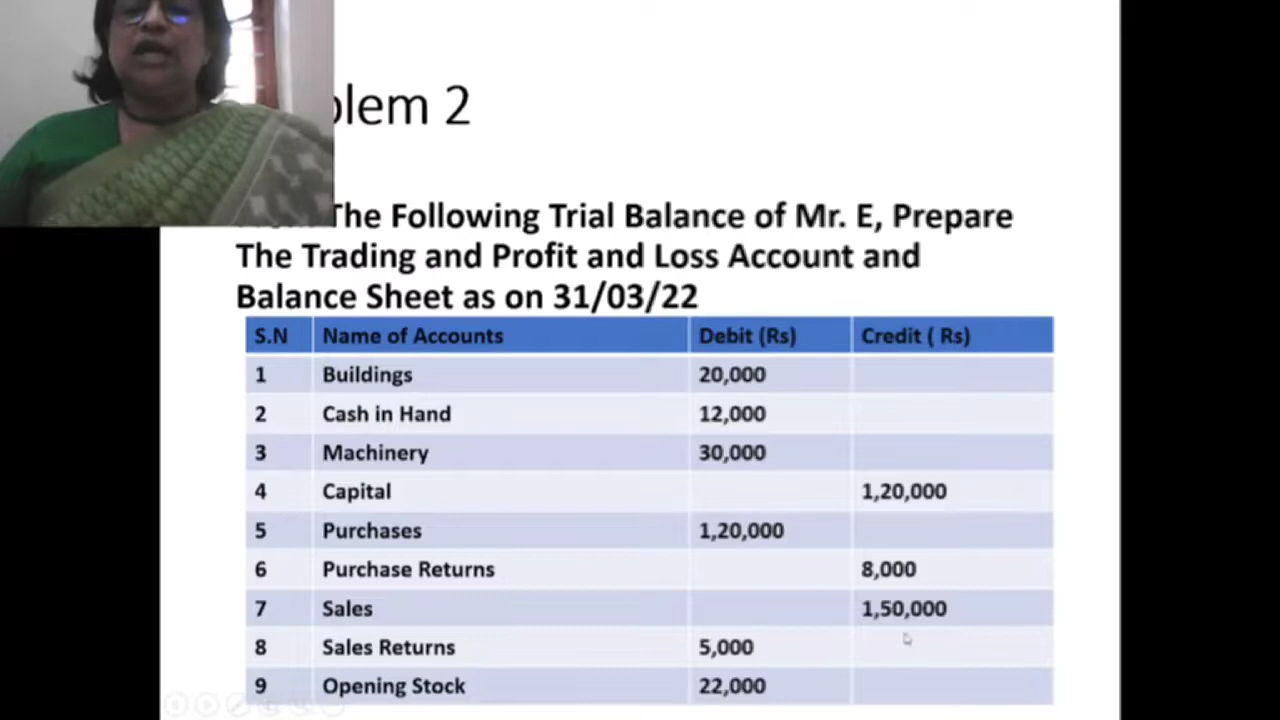 blem 2
The Following Trial Balance of Mr. E, Prepare
The Trading and Profit and Loss Account and
Balance Sheet as on 31/03/22
S.N Name of Accounts Debit (Rs) Credit ( Rs)
1 Buildings 20,000
2 Cash in Hand 12,000
3 Machinery 30,000
4 Capital 1,20,000
5 Purchases 1,20,000
6 Purchase Returns 8,000
7 Sales 1,50,000
8 Sales Returns 5,000
9 Opening Stock 22,000